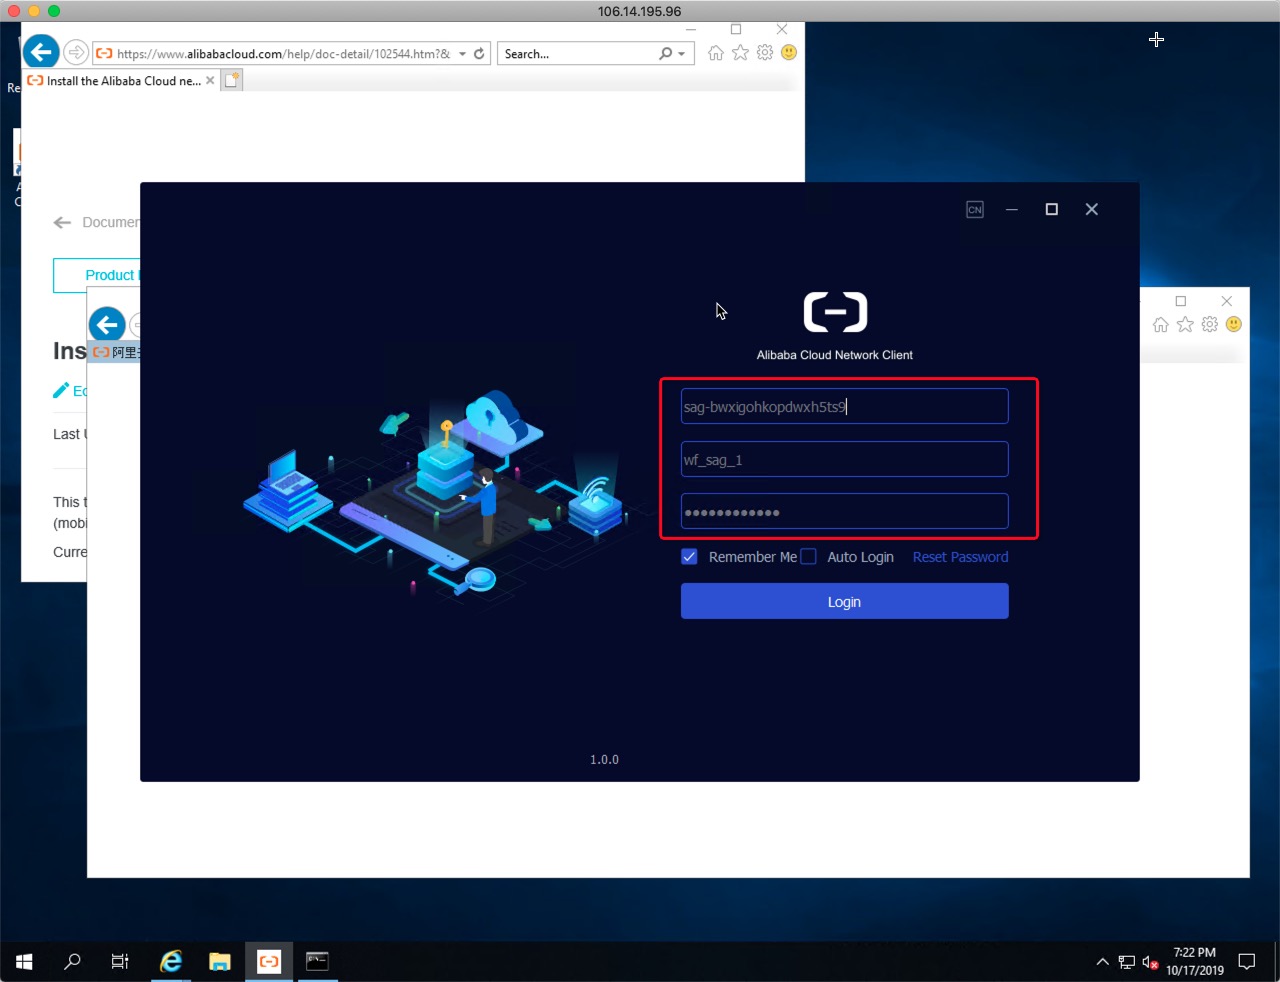 106.14.195.96
https://www.alibabacloud.com/help/doc-detail/102544.htm?&
Search...
Install the Alibaba Cloud ne...
Re
CN
Documen
Product
阿里
Ins
Alibaba Cloud Network Client
Last
sag-bwxigohkopdwxh5ts9
wf_sag_1
●●●●●●●●●●●●
This t
(mobi
Curre
Remember Me
Auto Login
Reset Password
Login
1.0.0
7:22 PM
10/17/2019